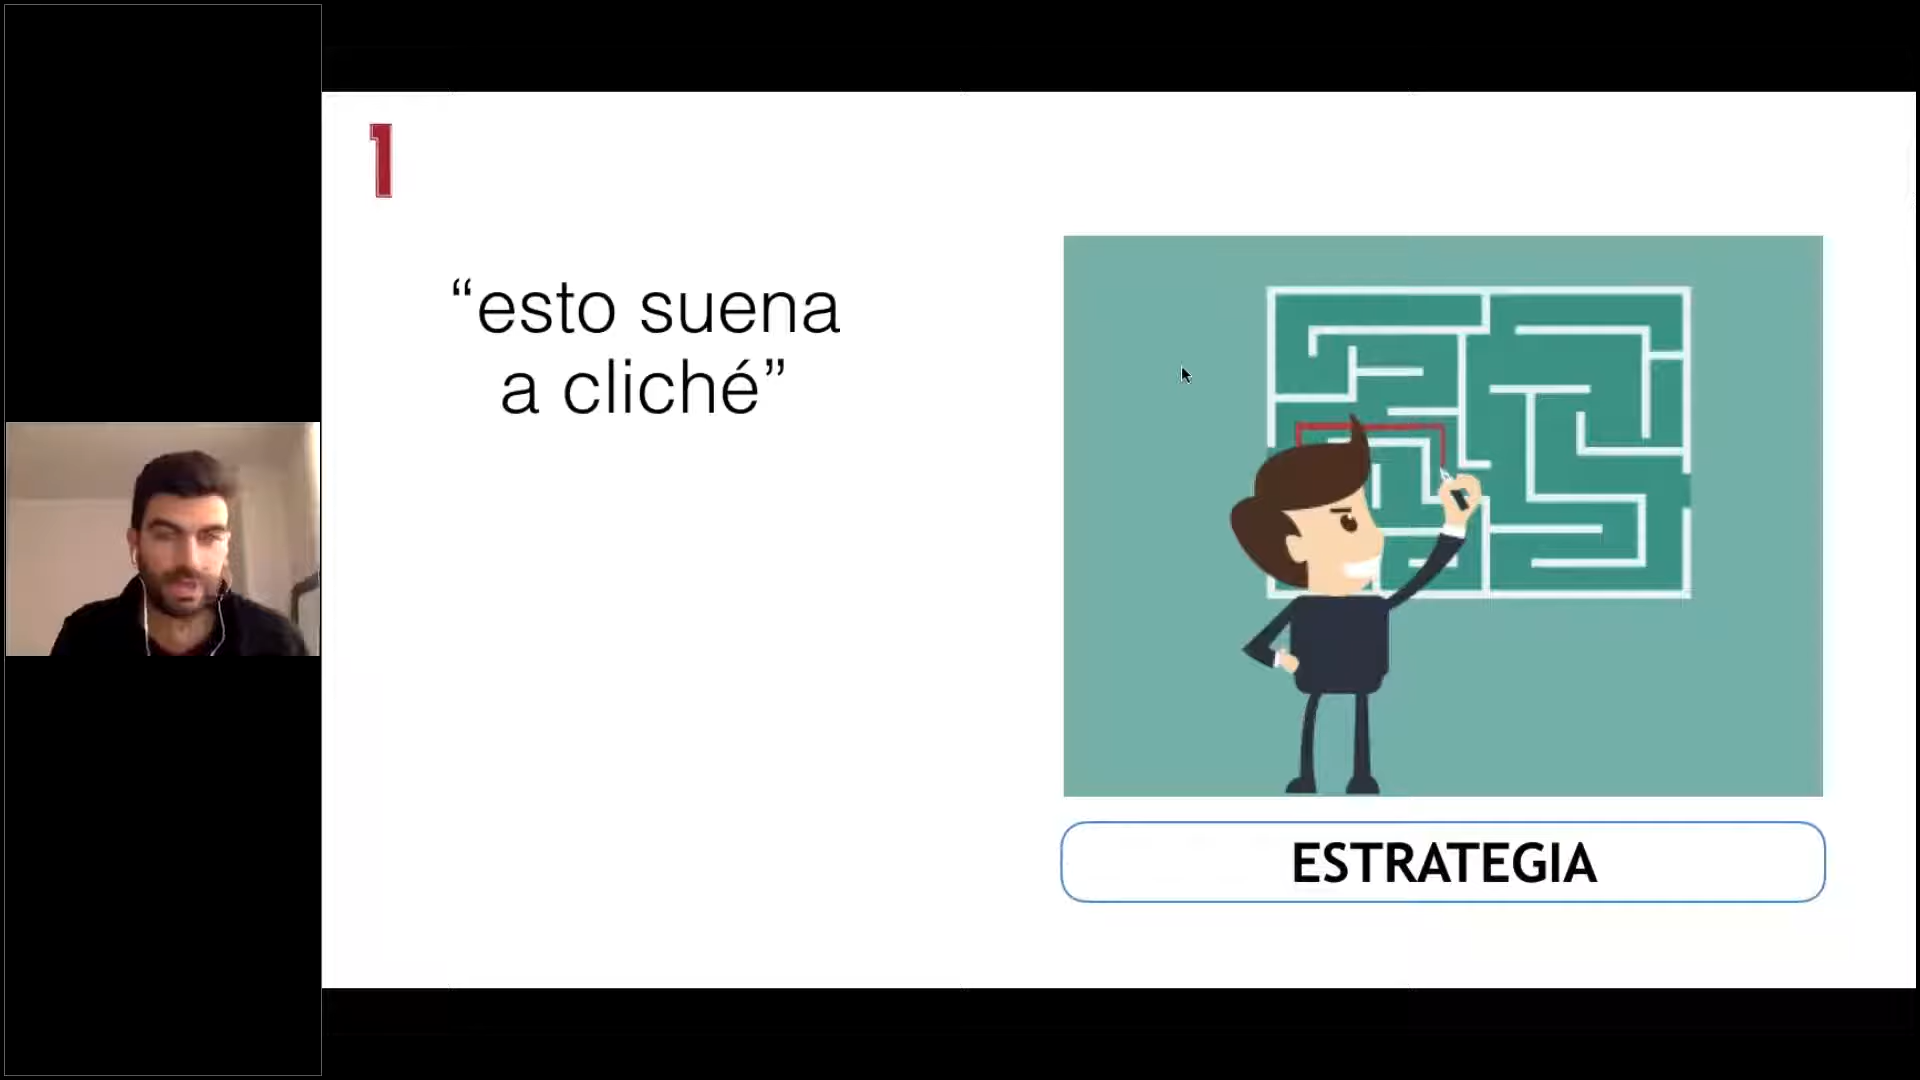 1
“esto suena
a cliché”
ESTRATEGIA